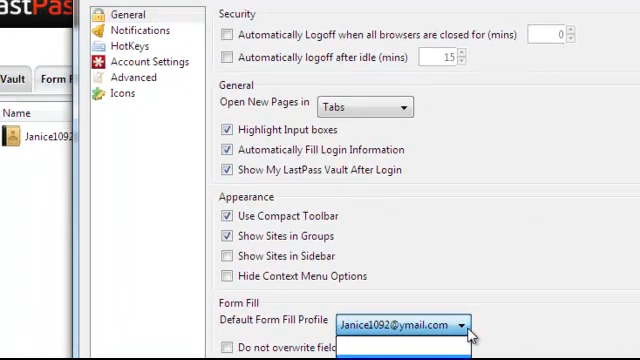 astPas
Vault
Form Fi
Name
Janice1092
General
Notifications
HotKeys
Account Settings
Advanced
Icons
Security
Automatically Logoff when all browsers are closed for (mins) 0
Automatically logoff after idle (mins) 15
General
Open New Pages in Tabs
Highlight Input boxes
Automatically Fill Login Information
Show My LastPass Vault After Login
Appearance
Use Compact Toolbar
Show Sites in Groups
Show Sites in Sidebar
Hide Context Menu Options
Form Fill
Default Form Fill Profile Janice1092@ymail.com
Do not overwrite field